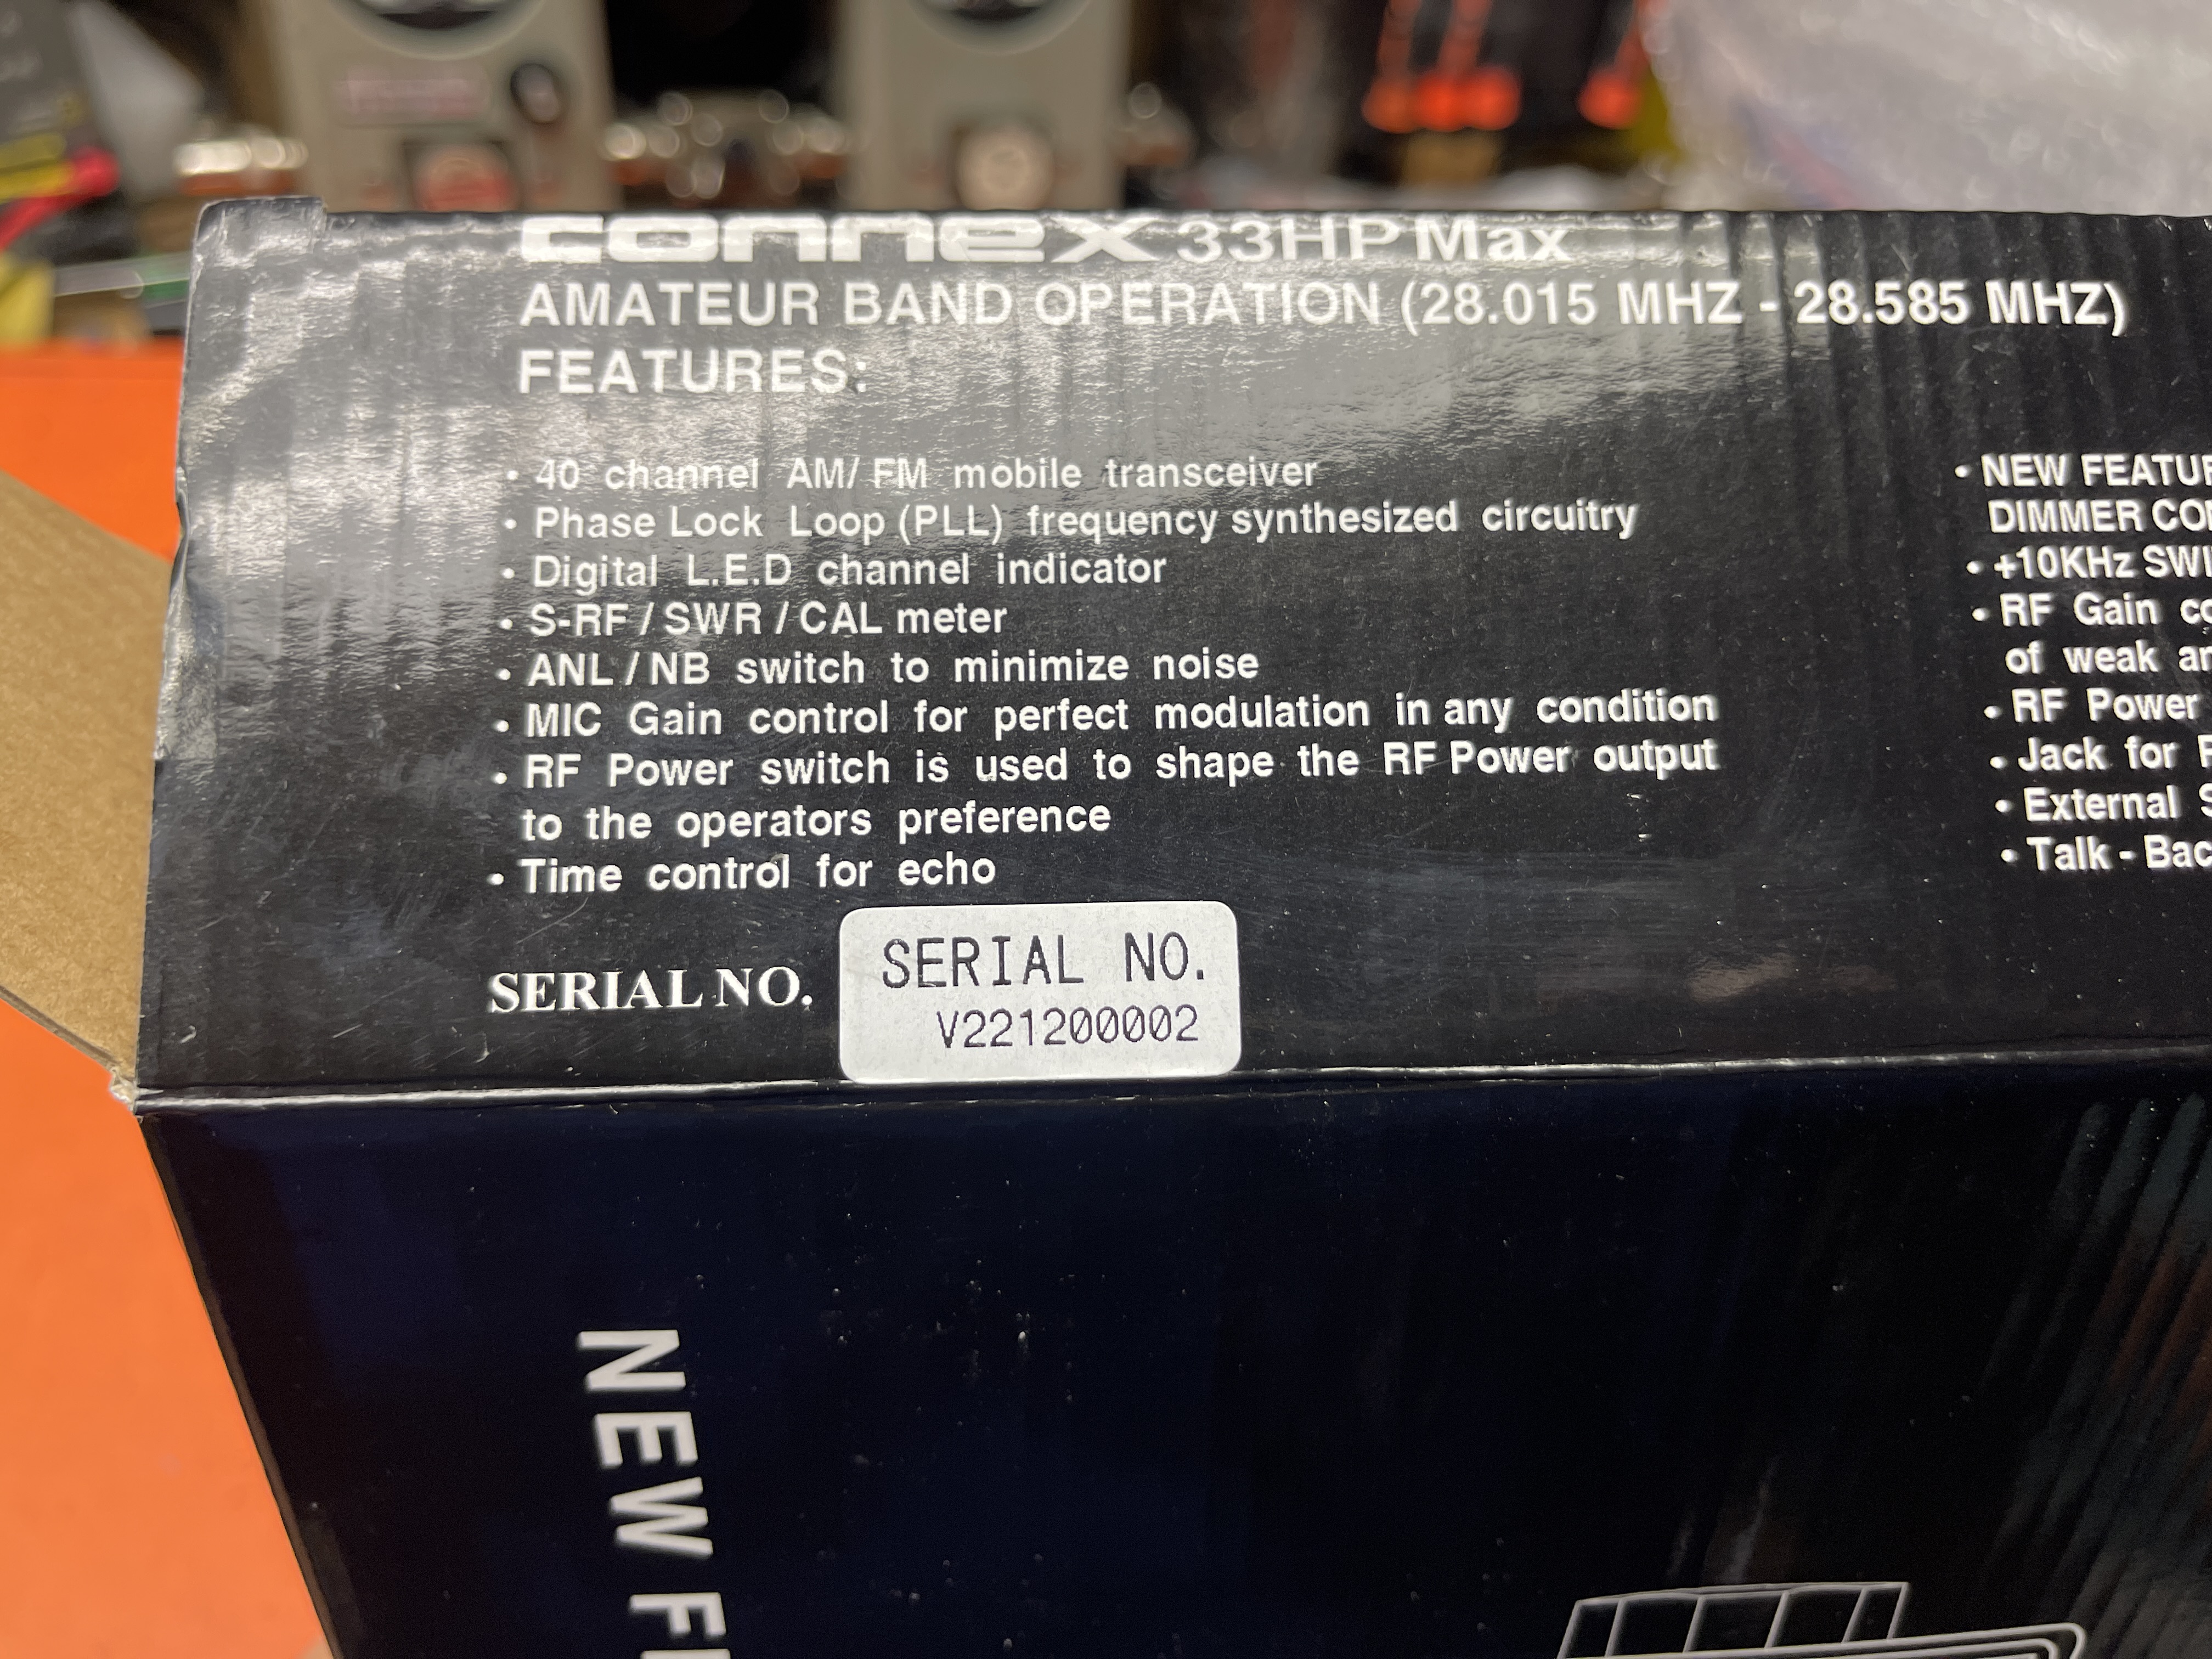 connex 33HP Max
AMATEUR BAND OPERATION (28.015 MHZ - 28.585 MHZ)
FEATURES:
• 40 channel AM/ FM mobile transceiver
• Phase Lock Loop (PLL) frequency synthesized circuitry
• Digital L.E.D channel indicator
• S-RF / SWR / CAL meter
• ANL / NB switch to minimize noise
• MIC Gain control for perfect modulation in any condition
• RF Power switch is used to shape the RF Power output
to the operators preference
• Time control for echo
• NEW
DIMMER
• +10KHz
• RF Gain
of weak
• RF Power
• Jack for
• External
• Talk -
SERIAL NO.
SERIAL NO.
V221200002
NEW